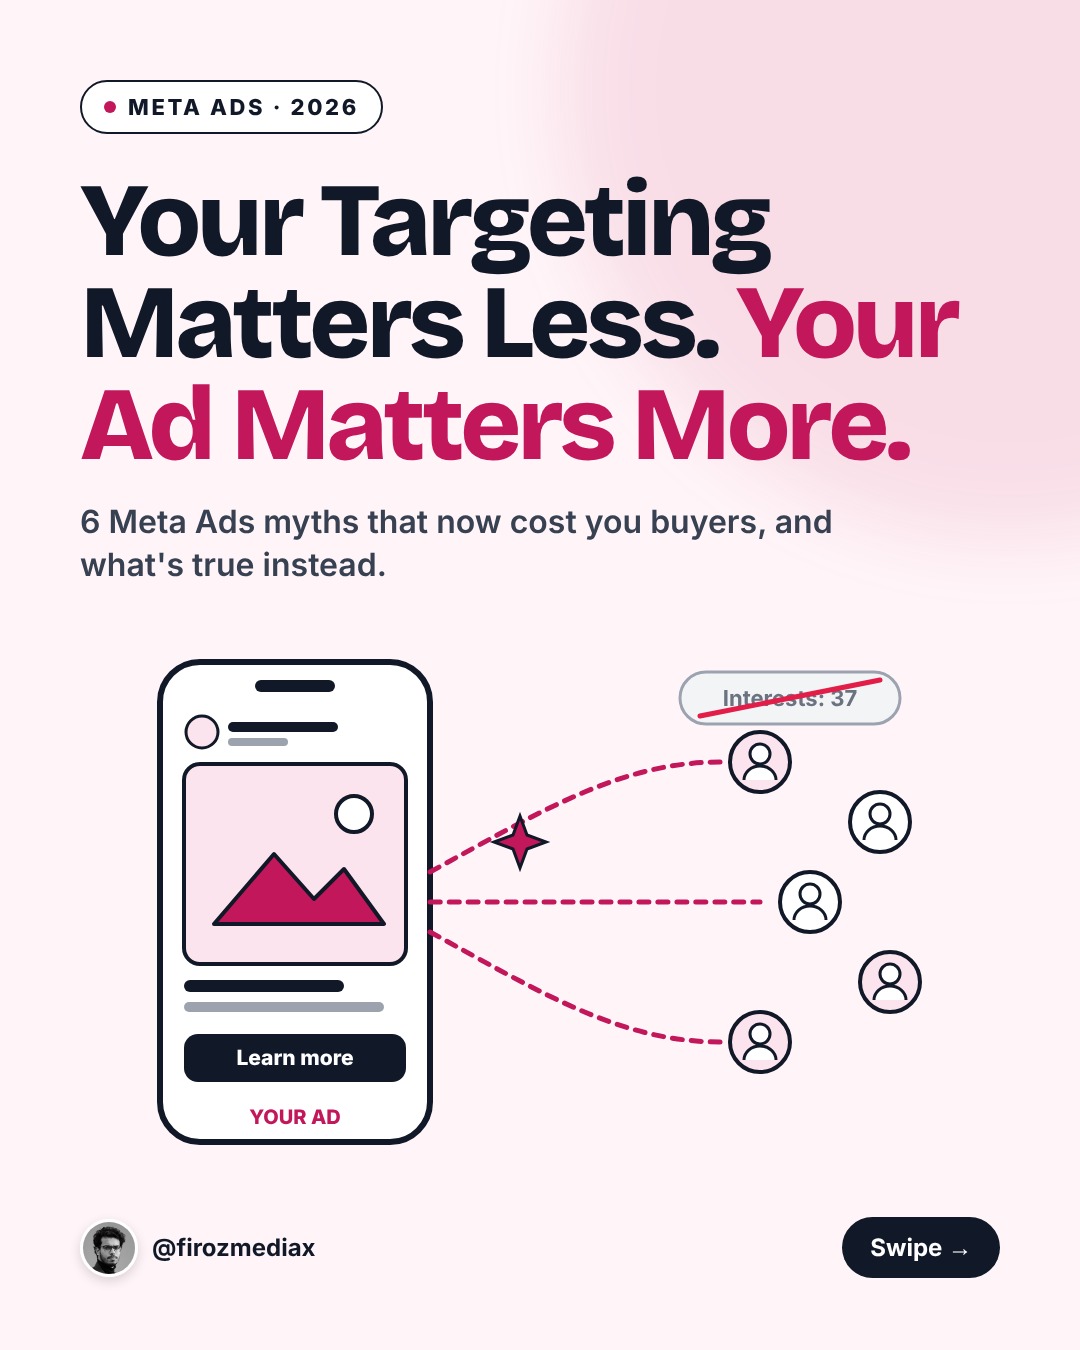 META ADS · 2026
Your Targeting
Matters Less. Your
Ad Matters More.
6 Meta Ads myths that now cost you buyers, and
what's true instead.
Interests: 37
Learn more
YOUR AD
@firozmediax
Swipe →